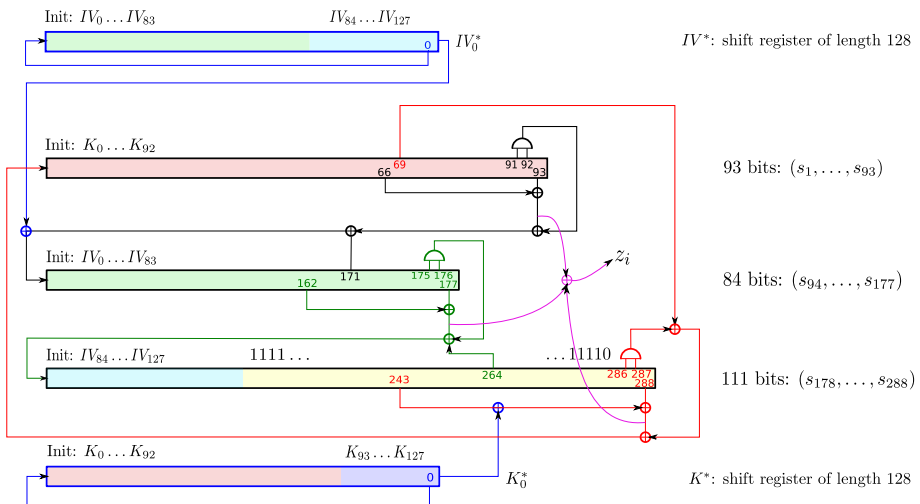 Init: IV₀ … IV₈₃ IV₈₄ … IV₁₂₇
0 IV₀* IV*: shift register of length 128
Init: K₀ … K₉₂
69 91 92
66 93 93 bits: (s₁, …, s₉₃)
Init: IV₀ … IV₈₃
zᵢ
171 175 176
162 177 84 bits: (s₉₄, …, s₁₇₇)
Init: IV₈₄ … IV₁₂₇ 1111 … … 11110
243 264 286 287
288 111 bits: (s₁₇₈, …, s₂₈₈)
Init: K₀ … K₉₂ K₉₃ … K₁₂₇
0 K₀* K*: shift register of length 128